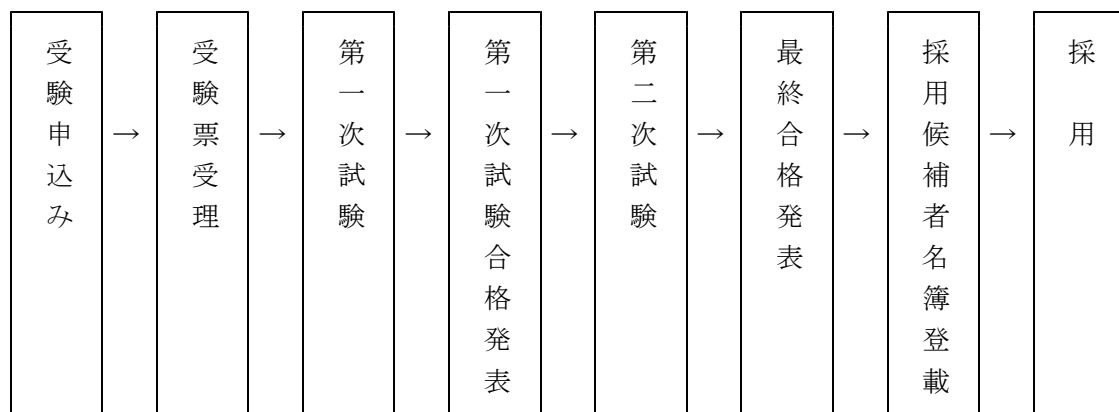 受験申込み
→
受験票受理
→
第一次試験
→
第一次試験合格発表
→
第二次試験
→
最終合格発表
→
採用候補者名簿登載
→
採用